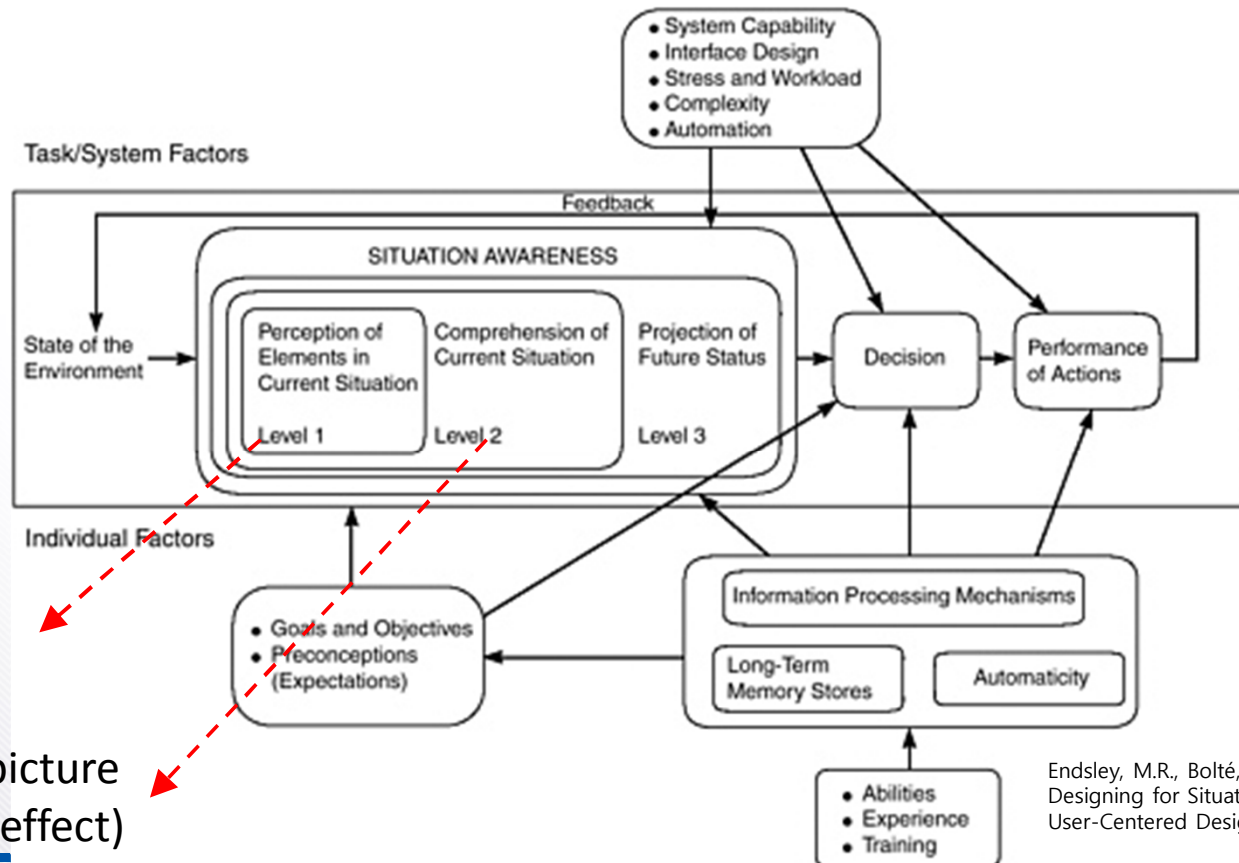 • System Capability
• Interface Design
• Stress and Workload
• Complexity
• Automation
Task/System Factors
Feedback
SITUATION AWARENESS
State of the
Environment
Perception of
Elements in
Current Situation
Level 1
Comprehension of
Current Situation
Level 2
Projection of
Future Status
Level 3
Decision
Performance
of Actions
Individual Factors
• Goals and Objectives
• Preconceptions
(Expectations)
Information Processing Mechanisms
Long-Term
Memory Stores
Automaticity
• Abilities
• Experience
• Training
picture
effect)
Endsley, M.R., Bolté,
Designing for
User-Centered